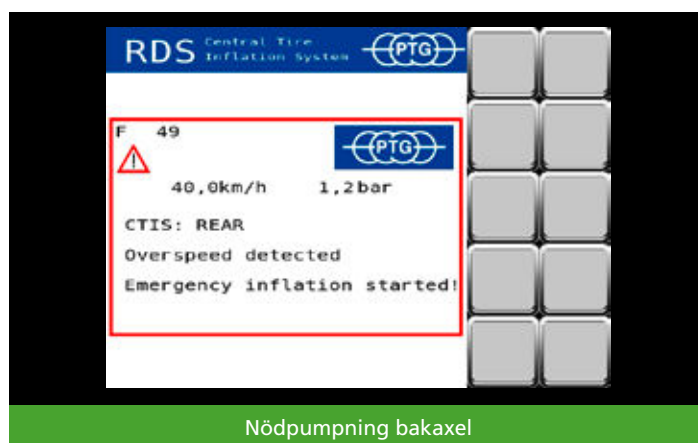 RDS Central Tire Inflation System PTG
F 49
PTG
40,0km/h 1,2bar
CTIS: REAR
Overspeed detected
Emergency inflation started!
Nödpumpning bakaxel